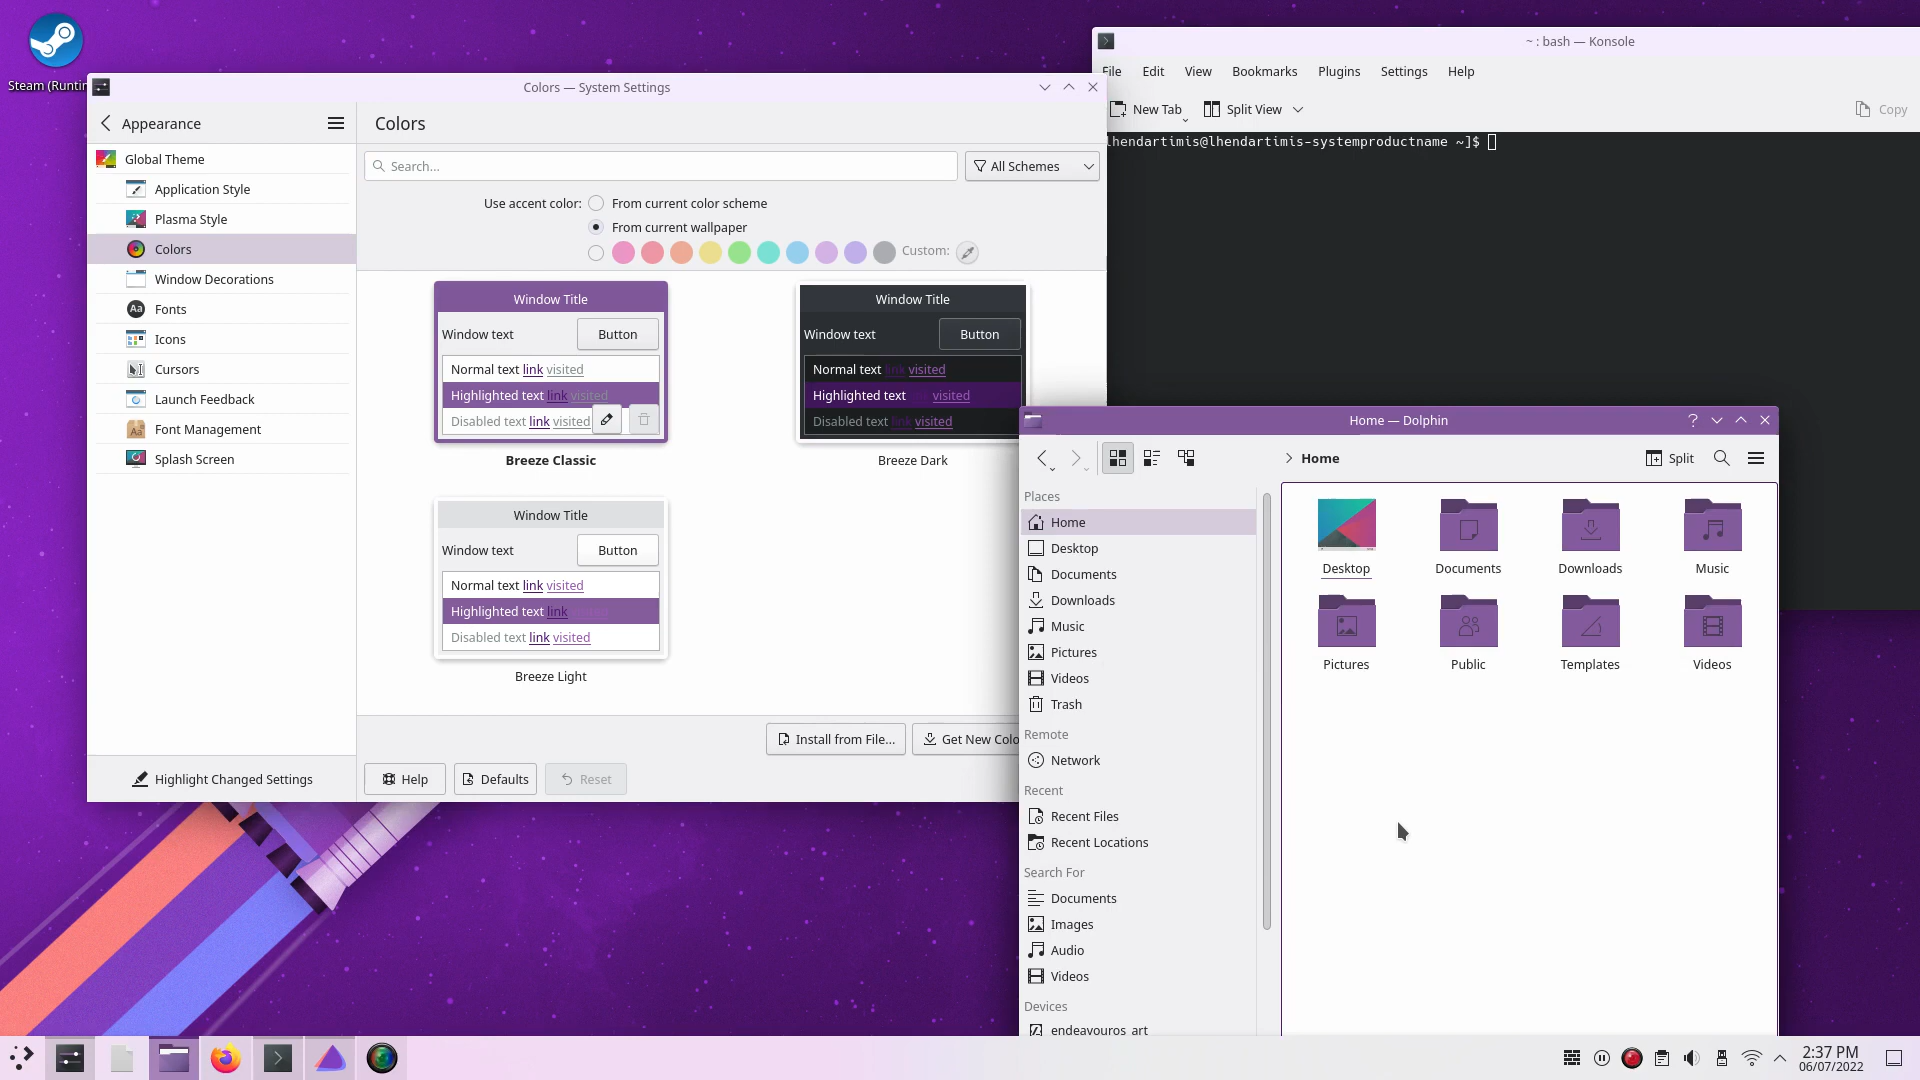 Steam (Runtin
Colors — System Settings
Appearance
Global Theme
Application Style
Plasma Style
Colors
Window Decorations
Fonts
Icons
Cursors
Launch Feedback
Font Management
Splash Screen
Highlight Changed Settings
Colors
Search...
All Schemes
Use accent color:
From current color scheme
From current wallpaper
Custom:
Window Title
Window text
Button
Normal text link visited
Highlighted text link visited
Disabled text link visited
Breeze Classic
Window Title
Window text
Button
Normal text link visited
Highlighted text visited
Disabled text link visited
Breeze Dark
Window Title
Window text
Button
Normal text link visited
Highlighted text link
Disabled text link visited
Breeze Light
Install from File...
Get New Colo
Help
Defaults
Reset
~ : bash — Konsole
File
Edit
View
Bookmarks
Plugins
Settings
Help
New Tab
Split View
Copy
lhendartimis@lhendartimis-systemproductname ~]$
Home — Dolphin
Home
Split
Places
Home
Desktop
Documents
Downloads
Music
Pictures
Videos
Trash
Remote
Network
Recent
Recent Files
Recent Locations
Search For
Documents
Images
Audio
Videos
Devices
endeavouros art
Desktop
Documents
Downloads
Music
Pictures
Public
Templates
Videos
2:37 PM
06/07/2022